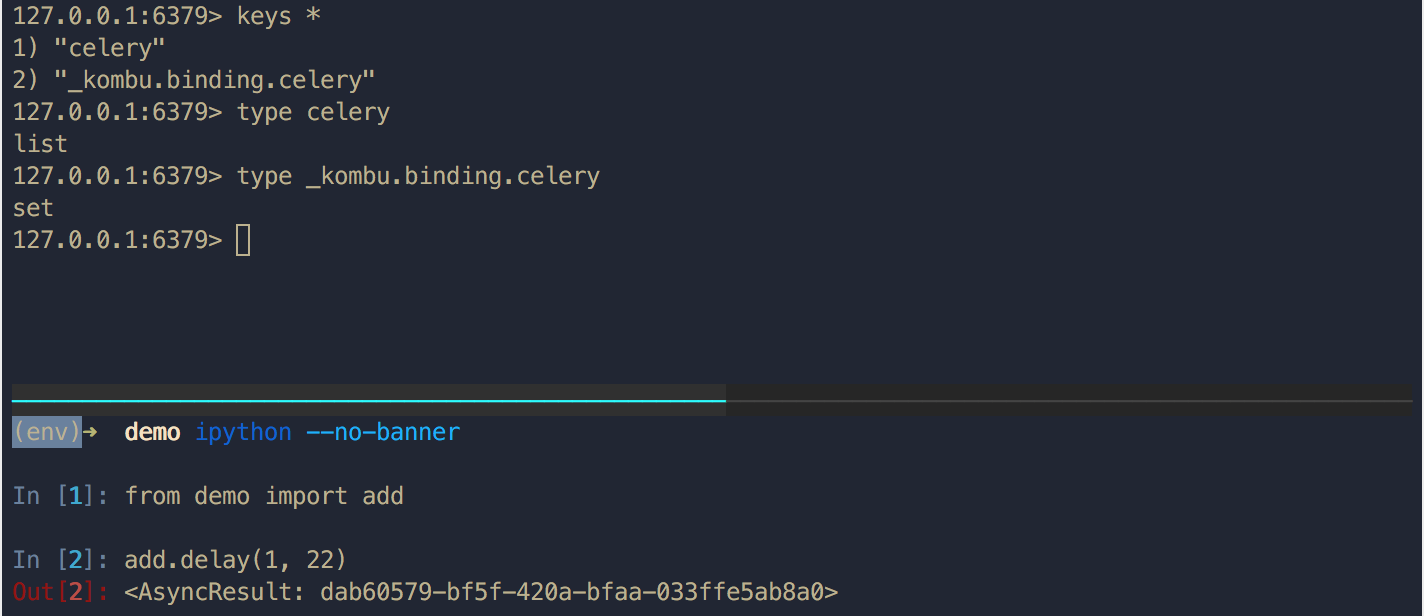 127.0.0.1:6379> keys *
1) "celery"
2) "_kombu.binding.celery"
127.0.0.1:6379> type celery
list
127.0.0.1:6379> type _kombu.binding.celery
set
127.0.0.1:6379>
(env)➜  demo ipython --no-banner
In [1]: from demo import add
In [2]: add.delay(1, 22)
Out[2]: <AsyncResult: dab60579-bf5f-420a-bfaa-033ffe5ab8a0>